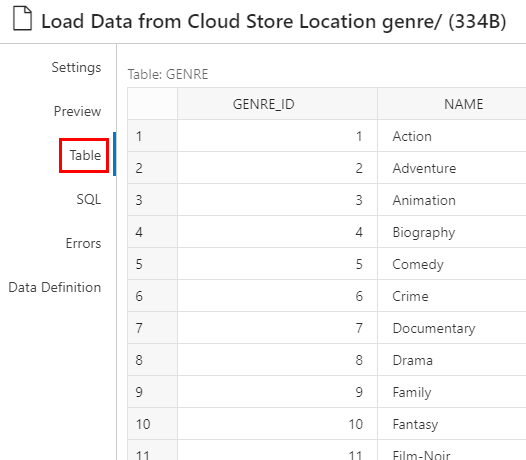 Load Data from Cloud Store Location genre/ (334B)
Settings
Preview
Table
SQL
Errors
Data Definition
Table: GENRE
GENRE_ID NAME
1 1 Action
2 2 Adventure
3 3 Animation
4 4 Biography
5 5 Comedy
6 6 Crime
7 7 Documentary
8 8 Drama
9 9 Family
10 10 Fantasy
11 11 Film-Noir